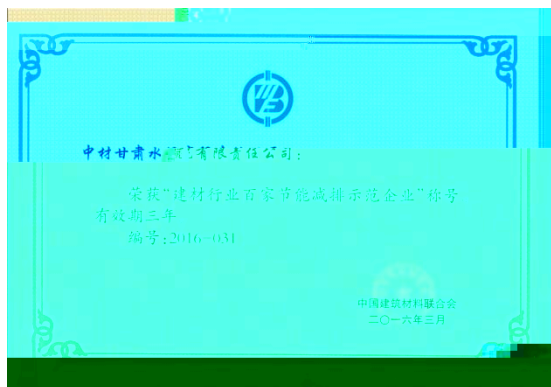 中材甘肃水有限责任公司：
荣获“建材行业百家节能减排示范企业”称号
有效期三年
编号：2016-031
中国建筑材料联合会
二〇一六年三月